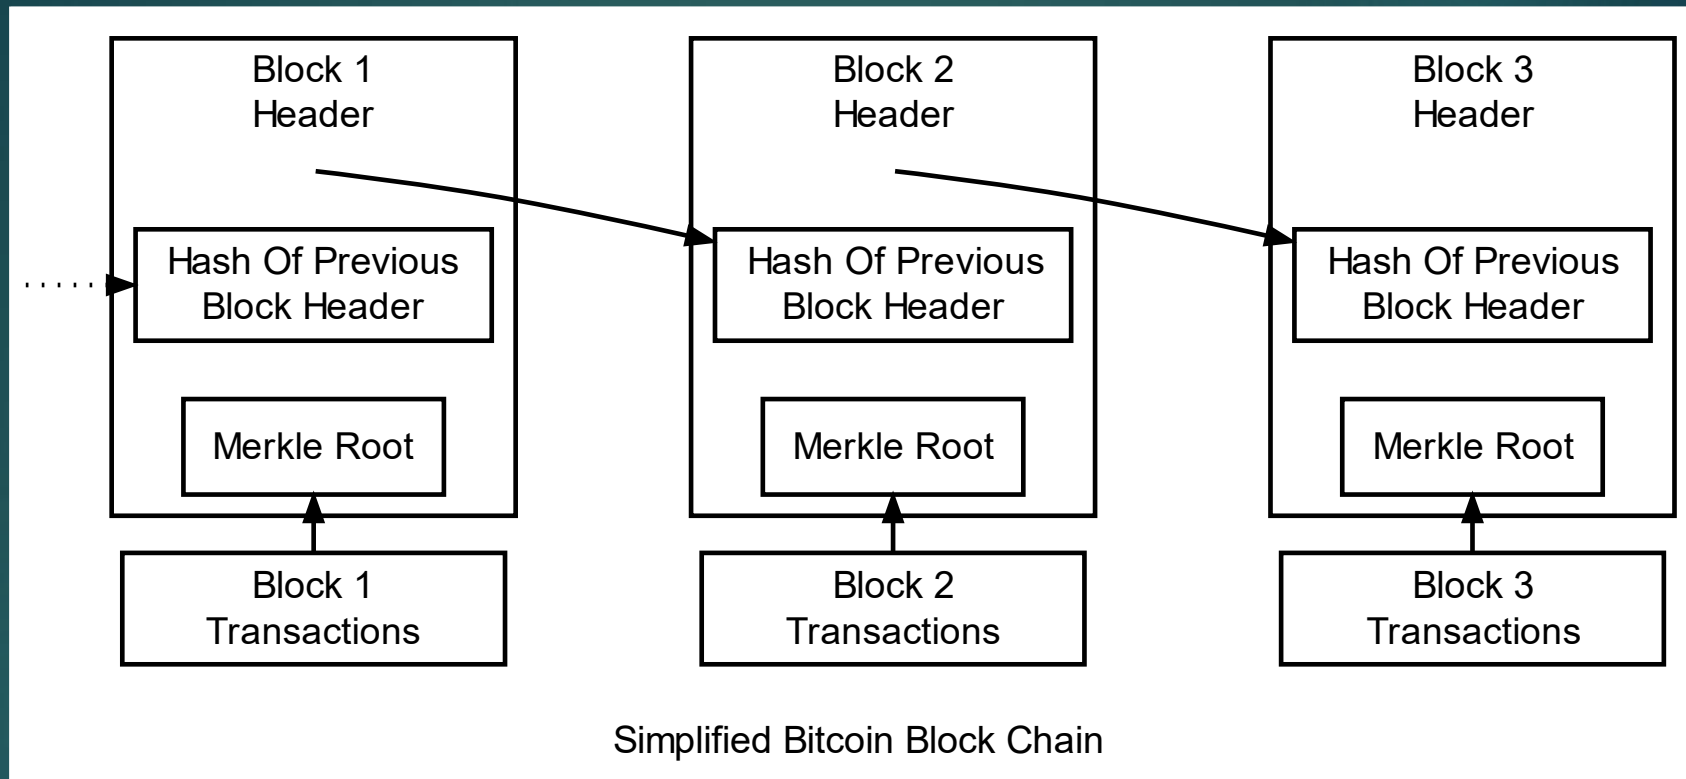 Block 1
Header
Hash Of Previous
Block Header
Merkle Root
Block 1
Transactions
Block 2
Header
Hash Of Previous
Block Header
Merkle Root
Block 2
Transactions
Block 3
Header
Hash Of Previous
Block Header
Merkle Root
Block 3
Transactions
Simplified Bitcoin Block Chain